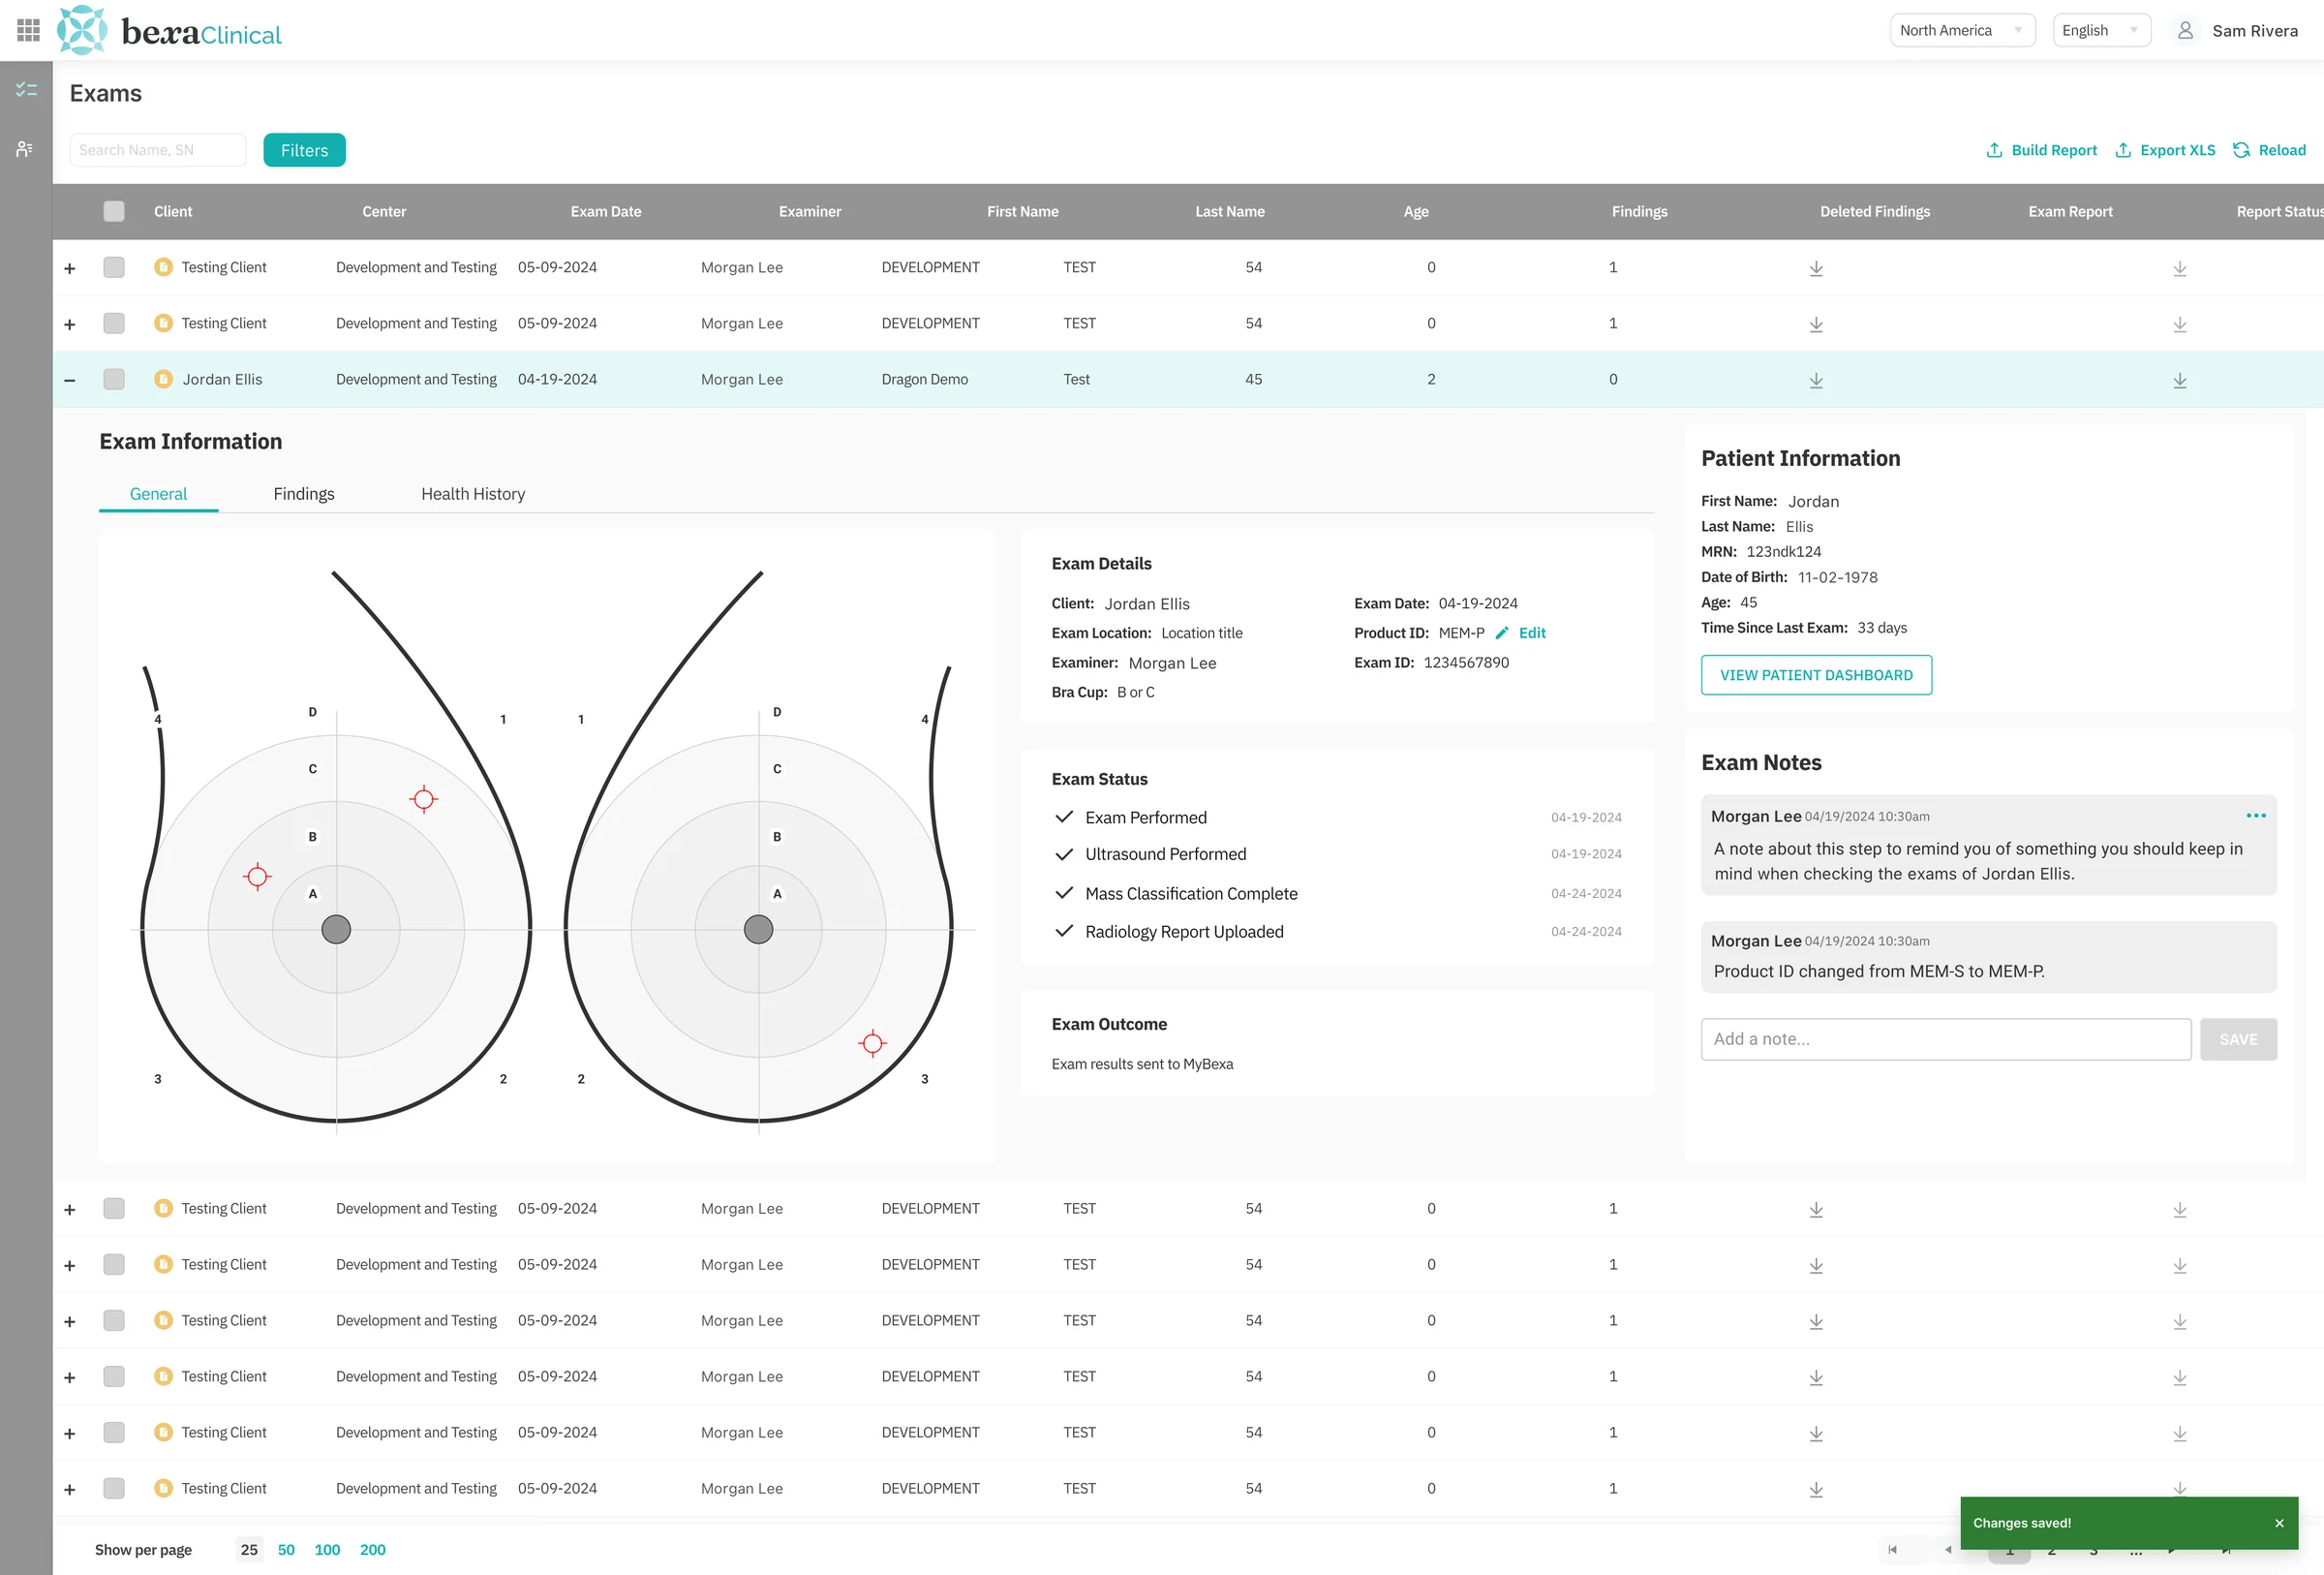 bexaClinical
North America
English
Sam Rivera
Exams
Search Name, SN
Filters
Build Report
Export XLS
Reload
Client Center Exam Date Examiner First Name Last Name Age Findings Deleted Findings Exam Report Report Status
Testing Client Development and Testing 05-09-2024 Morgan Lee DEVELOPMENT TEST 54 0 1
Testing Client Development and Testing 05-09-2024 Morgan Lee DEVELOPMENT TEST 54 0 1
Jordan Ellis Development and Testing 04-19-2024 Morgan Lee Dragon Demo Test 45 2 0
Exam Information
General Findings Health History
D 1 1 D 4
4
C C
B B
A A
3 2 2 3
Exam Details
Client: Jordan Ellis Exam Date: 04-19-2024
Exam Location: Location title Product ID: MEM-P Edit
Examiner: Morgan Lee Exam ID: 1234567890
Bra Cup: B or C
Exam Status
Exam Performed 04-19-2024
Ultrasound Performed 04-19-2024
Mass Classification Complete 04-24-2024
Radiology Report Uploaded 04-24-2024
Exam Outcome
Exam results sent to MyBexa
Patient Information
First Name: Jordan
Last Name: Ellis
MRN: 123ndk124
Date of Birth: 11-02-1978
Age: 45
Time Since Last Exam: 33 days
VIEW PATIENT DASHBOARD
Exam Notes
Morgan Lee 04/19/2024 10:30am
A note about this step to remind you of something you should keep in
mind when checking the exams of Jordan Ellis.
Morgan Lee 04/19/2024 10:30am
Product ID changed from MEM-S to MEM-P.
Add a note...
SAVE
Testing Client Development and Testing 05-09-2024 Morgan Lee DEVELOPMENT TEST 54 0 1
Testing Client Development and Testing 05-09-2024 Morgan Lee DEVELOPMENT TEST 54 0 1
Testing Client Development and Testing 05-09-2024 Morgan Lee DEVELOPMENT TEST 54 0 1
Testing Client Development and Testing 05-09-2024 Morgan Lee DEVELOPMENT TEST 54 0 1
Testing Client Development and Testing 05-09-2024 Morgan Lee DEVELOPMENT TEST 54 0 1
Testing Client Development and Testing 05-09-2024 Morgan Lee DEVELOPMENT TEST 54 0 1
Changes saved!
Show per page 25 50 100 200
1 2 3 ...